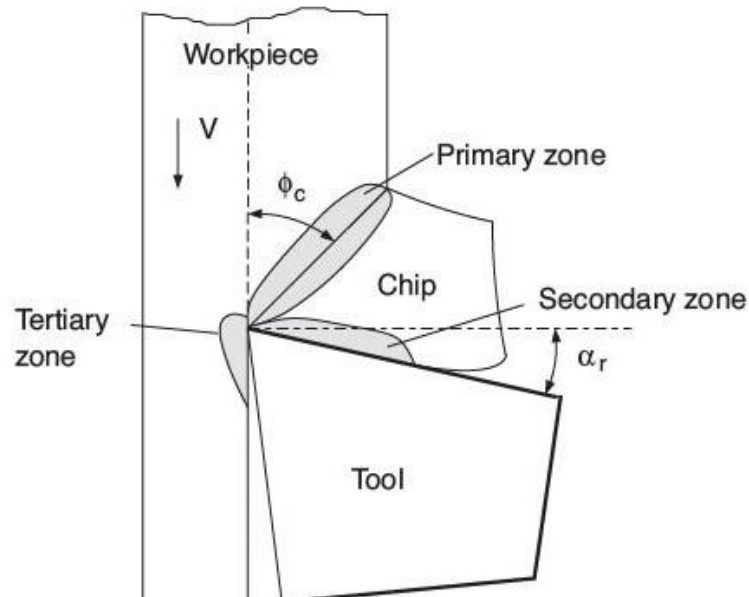 Workpiece
V
Primary zone
ϕc
Chip
Secondary zone
Tertiary
zone
αr
Tool